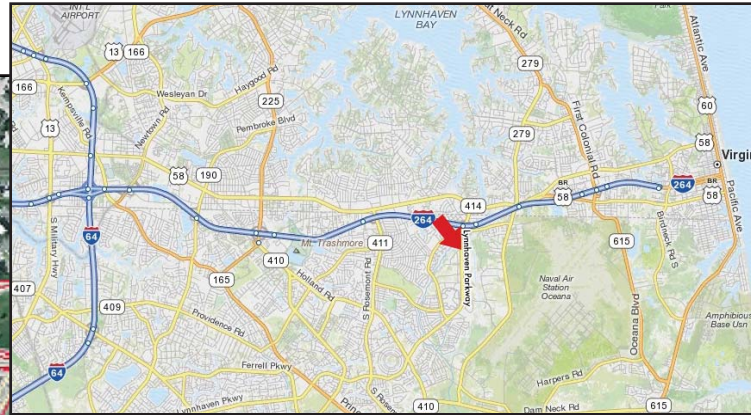 INT'L
AIRPORT
LYNNHAVEN
BAY
13
166
279
166
Kempsville Rd
Wesleyan Dr
Haygood Rd
225
Newtown Rd
13
Pembroke Blvd
279
First Colonial Rd
Atlantic Ave
60
58
58
190
Virgin
BR
264
BR
58
58
Pacific Ave
414
264
64
S Military Hwy
Mt. Trashmore
411
Lynnhaven Parkway
615
Birdneck Rd S
410
Holland Rd
S Rosemont Rd
165
Naval Air
Station
Oceana
407
409
Providence Rd
Oceana Blvd
Amphibious
Base Usn
Ferrell Pkwy
64
Lynnhaven Pkwy
Harpers Rd
410
Dam Neck Rd
615